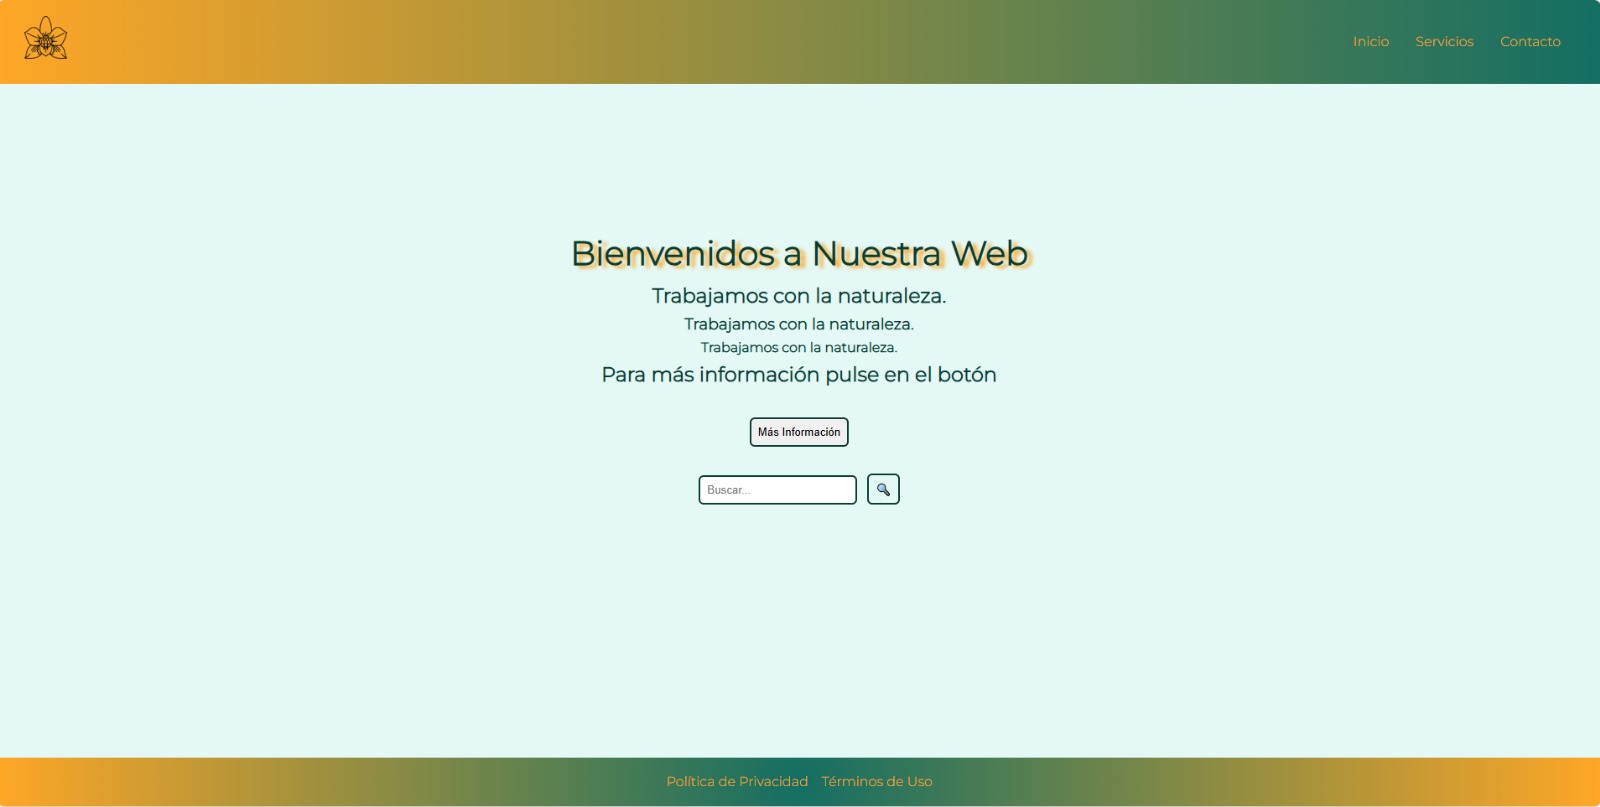 Inicio Servicios Contacto
Bienvenidos a Nuestra Web
Trabajamos con la naturaleza.
Trabajamos con la naturaleza.
Trabajamos con la naturaleza.
Para más información pulse en el botón
Más Información
Buscar...
Política de Privacidad Términos de Uso